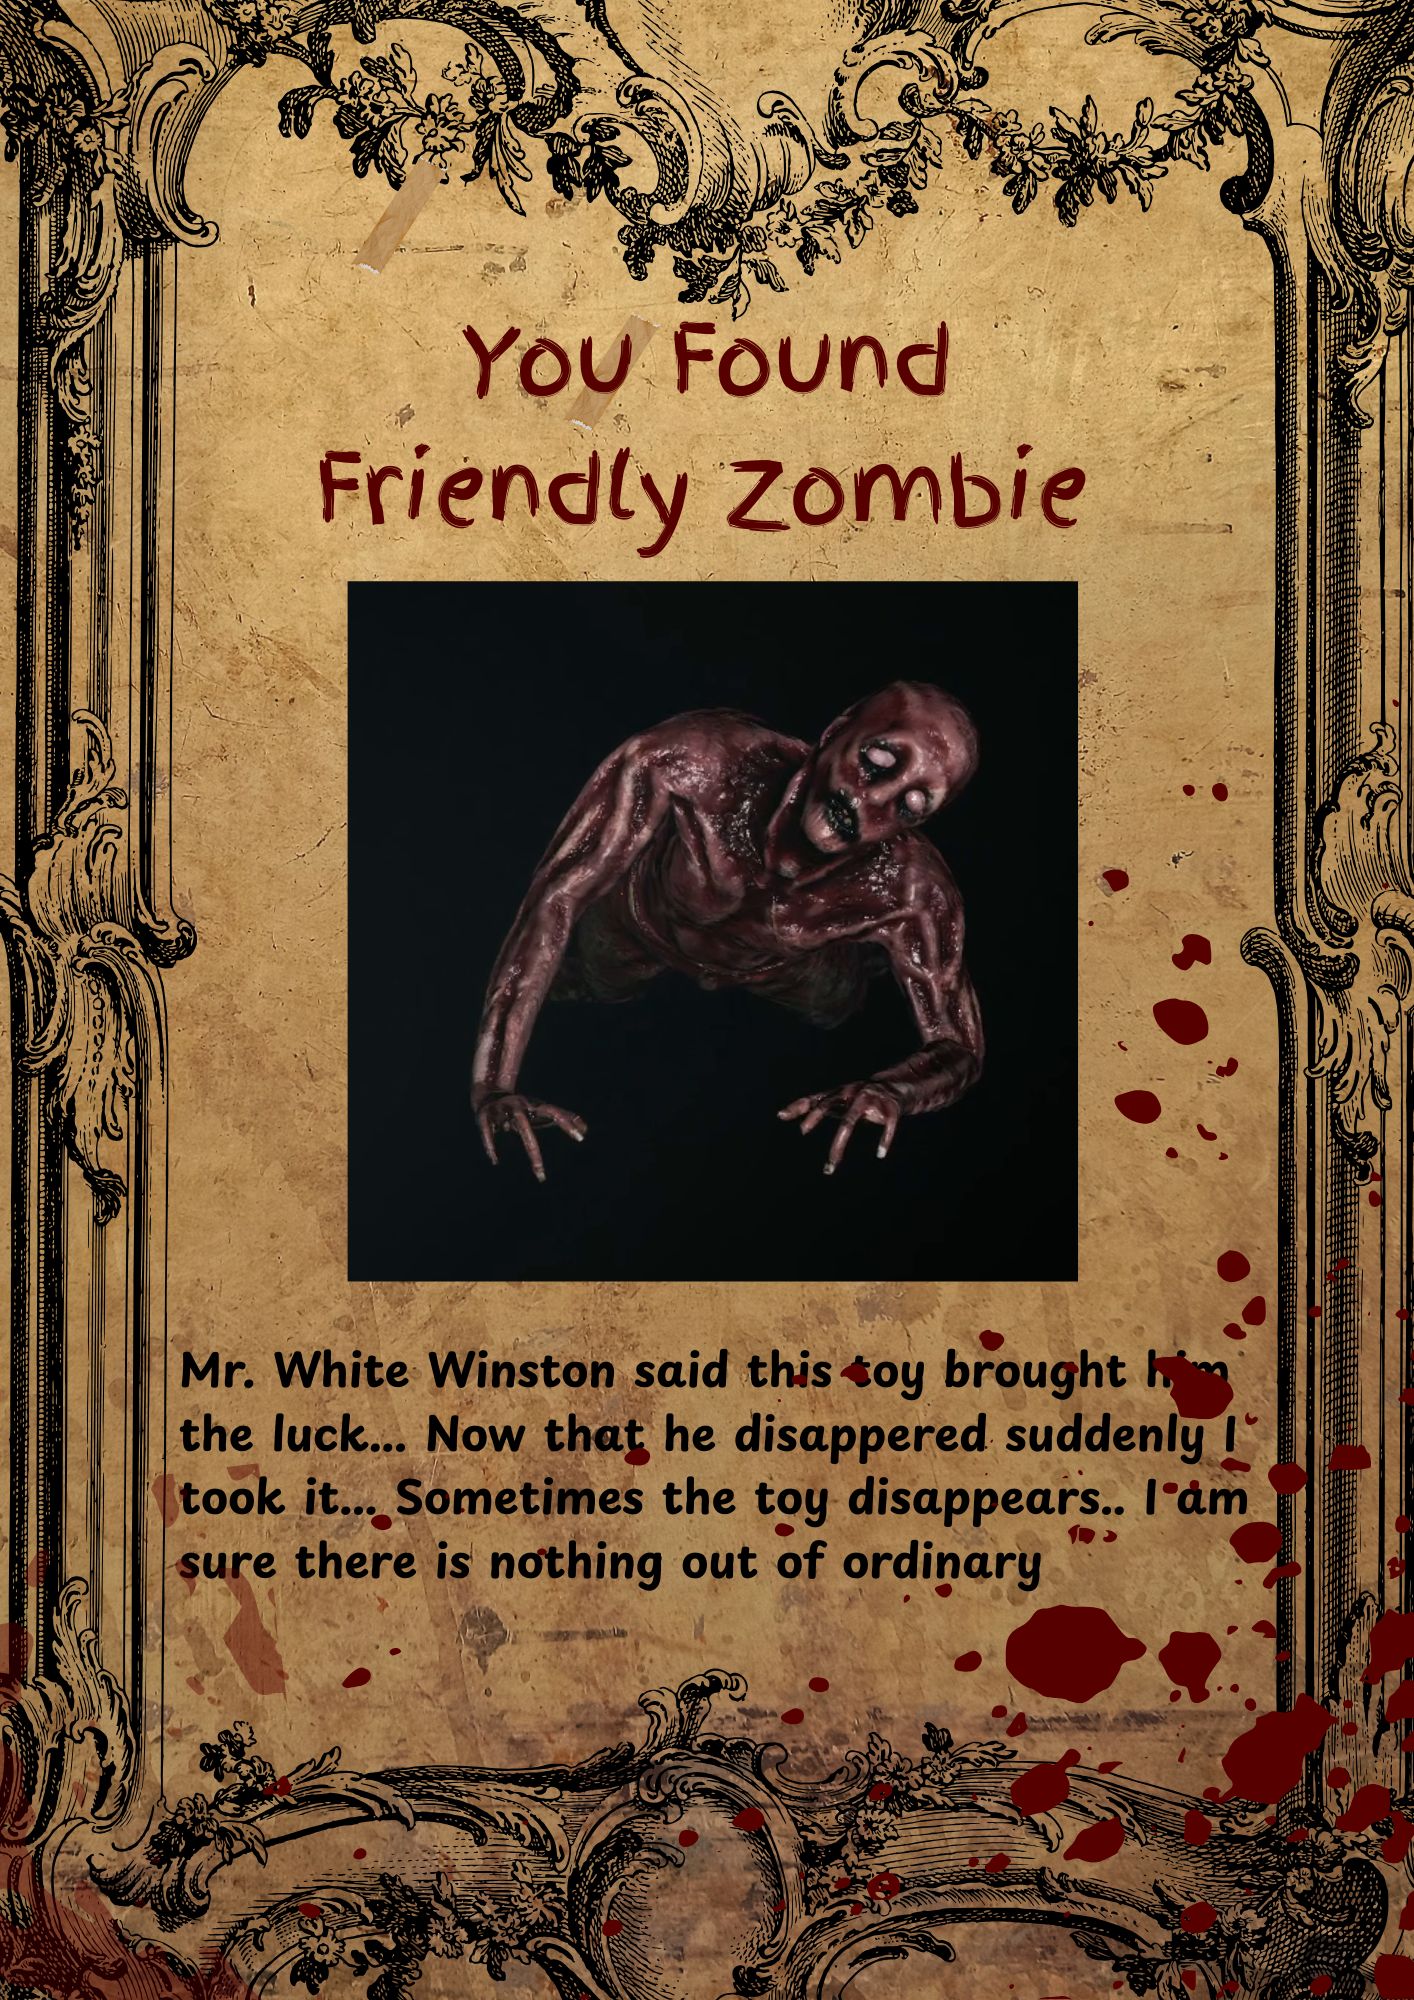 You Found
Friendly Zombie
Mr. White Winston said this toy brought him
the luck... Now that he disappered suddenly I
took it... Sometimes the toy disappears.. I am
sure there is nothing out of ordinary